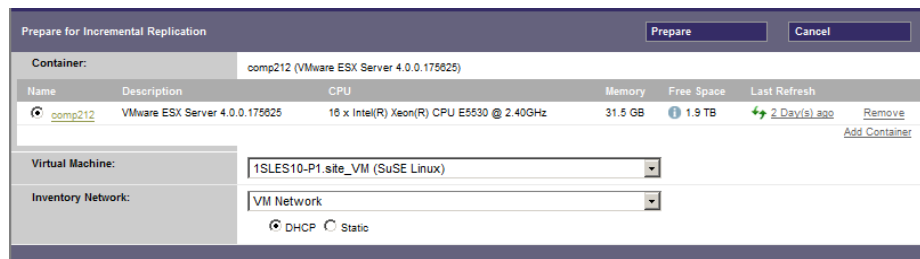 Prepare for Incremental Replication Prepare Cancel
Container: comp212 (VMware ESX Server 4.0.0.175625)
Name Description CPU Memory Free Space Last Refresh
comp212 VMware ESX Server 4.0.0.175625 16 x Intel(R) Xeon(R) CPU E5530 @ 2.40GHz 31.5 GB 1.9 TB 2 Day(s) ago Remove
Add Container
Virtual Machine: 1SLES10-P1.site_VM (SuSE Linux)
Inventory Network: VM Network
DHCP Static